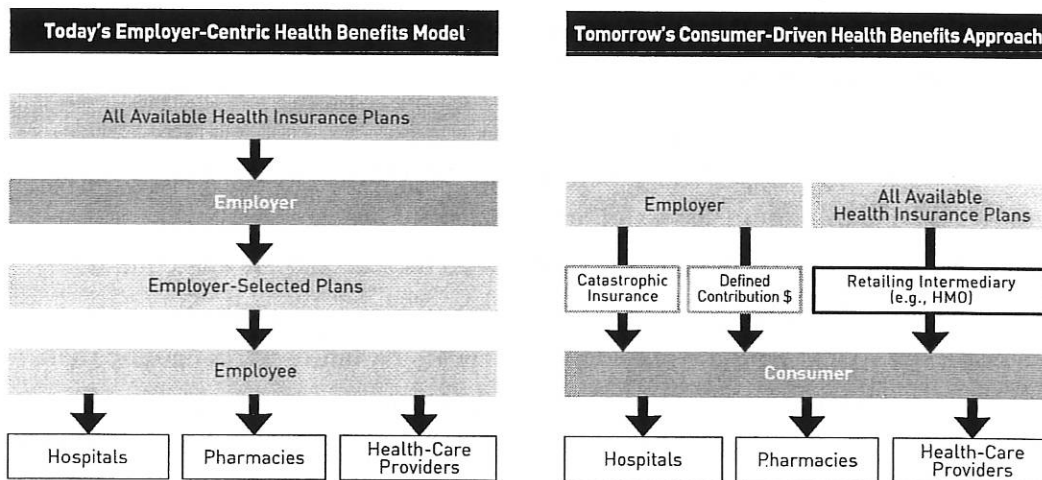 Today's Employer-Centric Health Benefits Model
All Available Health Insurance Plans
Employer
Employer-Selected Plans
Employee
Hospitals
Pharmacies
Health-Care
Providers
Tomorrow's Consumer-Driven Health Benefits Approach
Employer
All Available
Health Insurance Plans
Catastrophic
Insurance
Defined
Contribution $
Retailing Intermediary
(e.g., HMO)
Consumer
Hospitals
Pharmacies
Health-Care
Providers